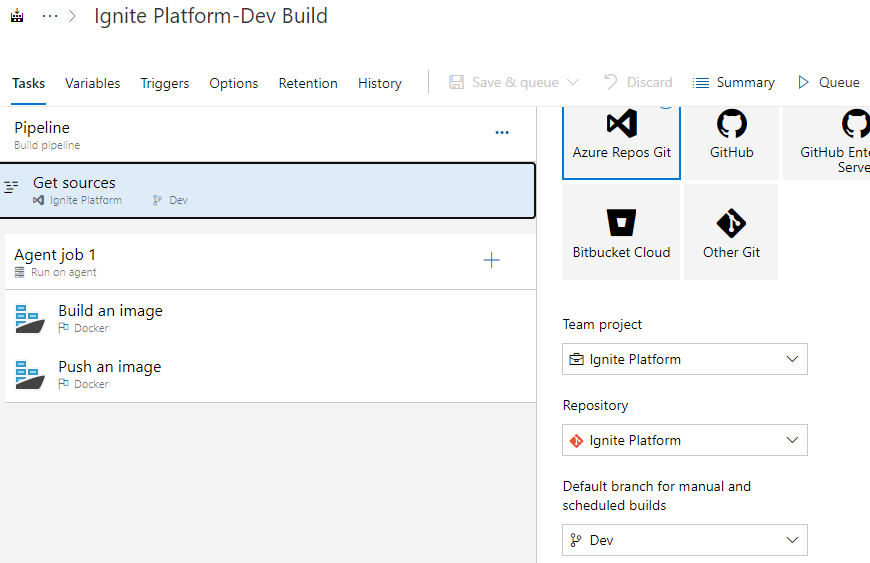 Ignite Platform-Dev Build
Tasks Variables Triggers Options Retention History Save & queue Discard Summary Queue
Pipeline
Build pipeline
Get sources
Ignite Platform Dev
Agent job 1
Run on agent
Build an image
Docker
Push an image
Docker
Azure Repos Git
GitHub
GitHub Ente
Serve
Bitbucket Cloud
Other Git
Team project
Ignite Platform
Repository
Ignite Platform
Default branch for manual and
scheduled builds
Dev